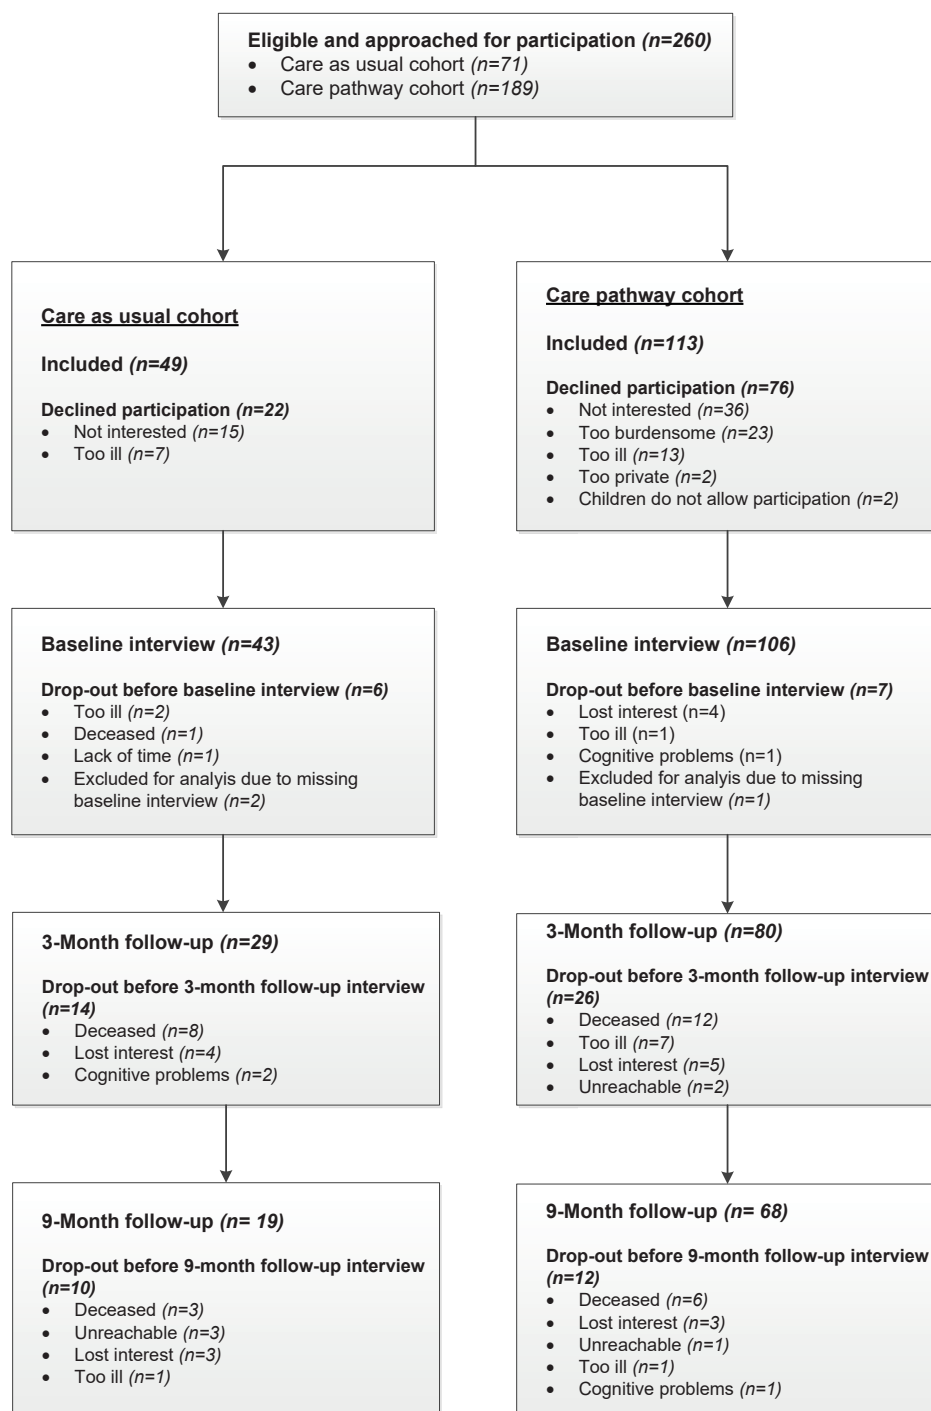 Eligible and approached for participation (n=260)
• Care as usual cohort (n=71)
• Care pathway cohort (n=189)
Care as usual cohort
Included (n=49)
Declined participation (n=22)
• Not interested (n=15)
• Too ill (n=7)
Care pathway cohort
Included (n=113)
Declined participation (n=76)
• Not interested (n=36)
• Too burdensome (n=23)
• Too ill (n=13)
• Too private (n=2)
• Children do not allow participation (n=2)
Baseline interview (n=43)
Drop-out before baseline interview (n=6)
• Too ill (n=2)
• Deceased (n=1)
• Lack of time (n=1)
• Excluded for analyis due to missing
baseline interview (n=2)
Baseline interview (n=106)
Drop-out before baseline interview (n=7)
• Lost interest (n=4)
• Too ill (n=1)
• Cognitive problems (n=1)
• Excluded for analyis due to missing
baseline interview (n=1)
3-Month follow-up (n=29)
Drop-out before 3-month follow-up interview
(n=14)
• Deceased (n=8)
• Lost interest (n=4)
• Cognitive problems (n=2)
3-Month follow-up (n=80)
Drop-out before 3-month follow-up interview
(n=26)
• Deceased (n=12)
• Too ill (n=7)
• Lost interest (n=5)
• Unreachable (n=2)
9-Month follow-up (n= 19)
Drop-out before 9-month follow-up interview
(n=10)
• Deceased (n=3)
• Unreachable (n=3)
• Lost interest (n=3)
• Too ill (n=1)
9-Month follow-up (n= 68)
Drop-out before 9-month follow-up interview
(n=12)
• Deceased (n=6)
• Lost interest (n=3)
• Unreachable (n=1)
• Too ill (n=1)
• Cognitive problems (n=1)